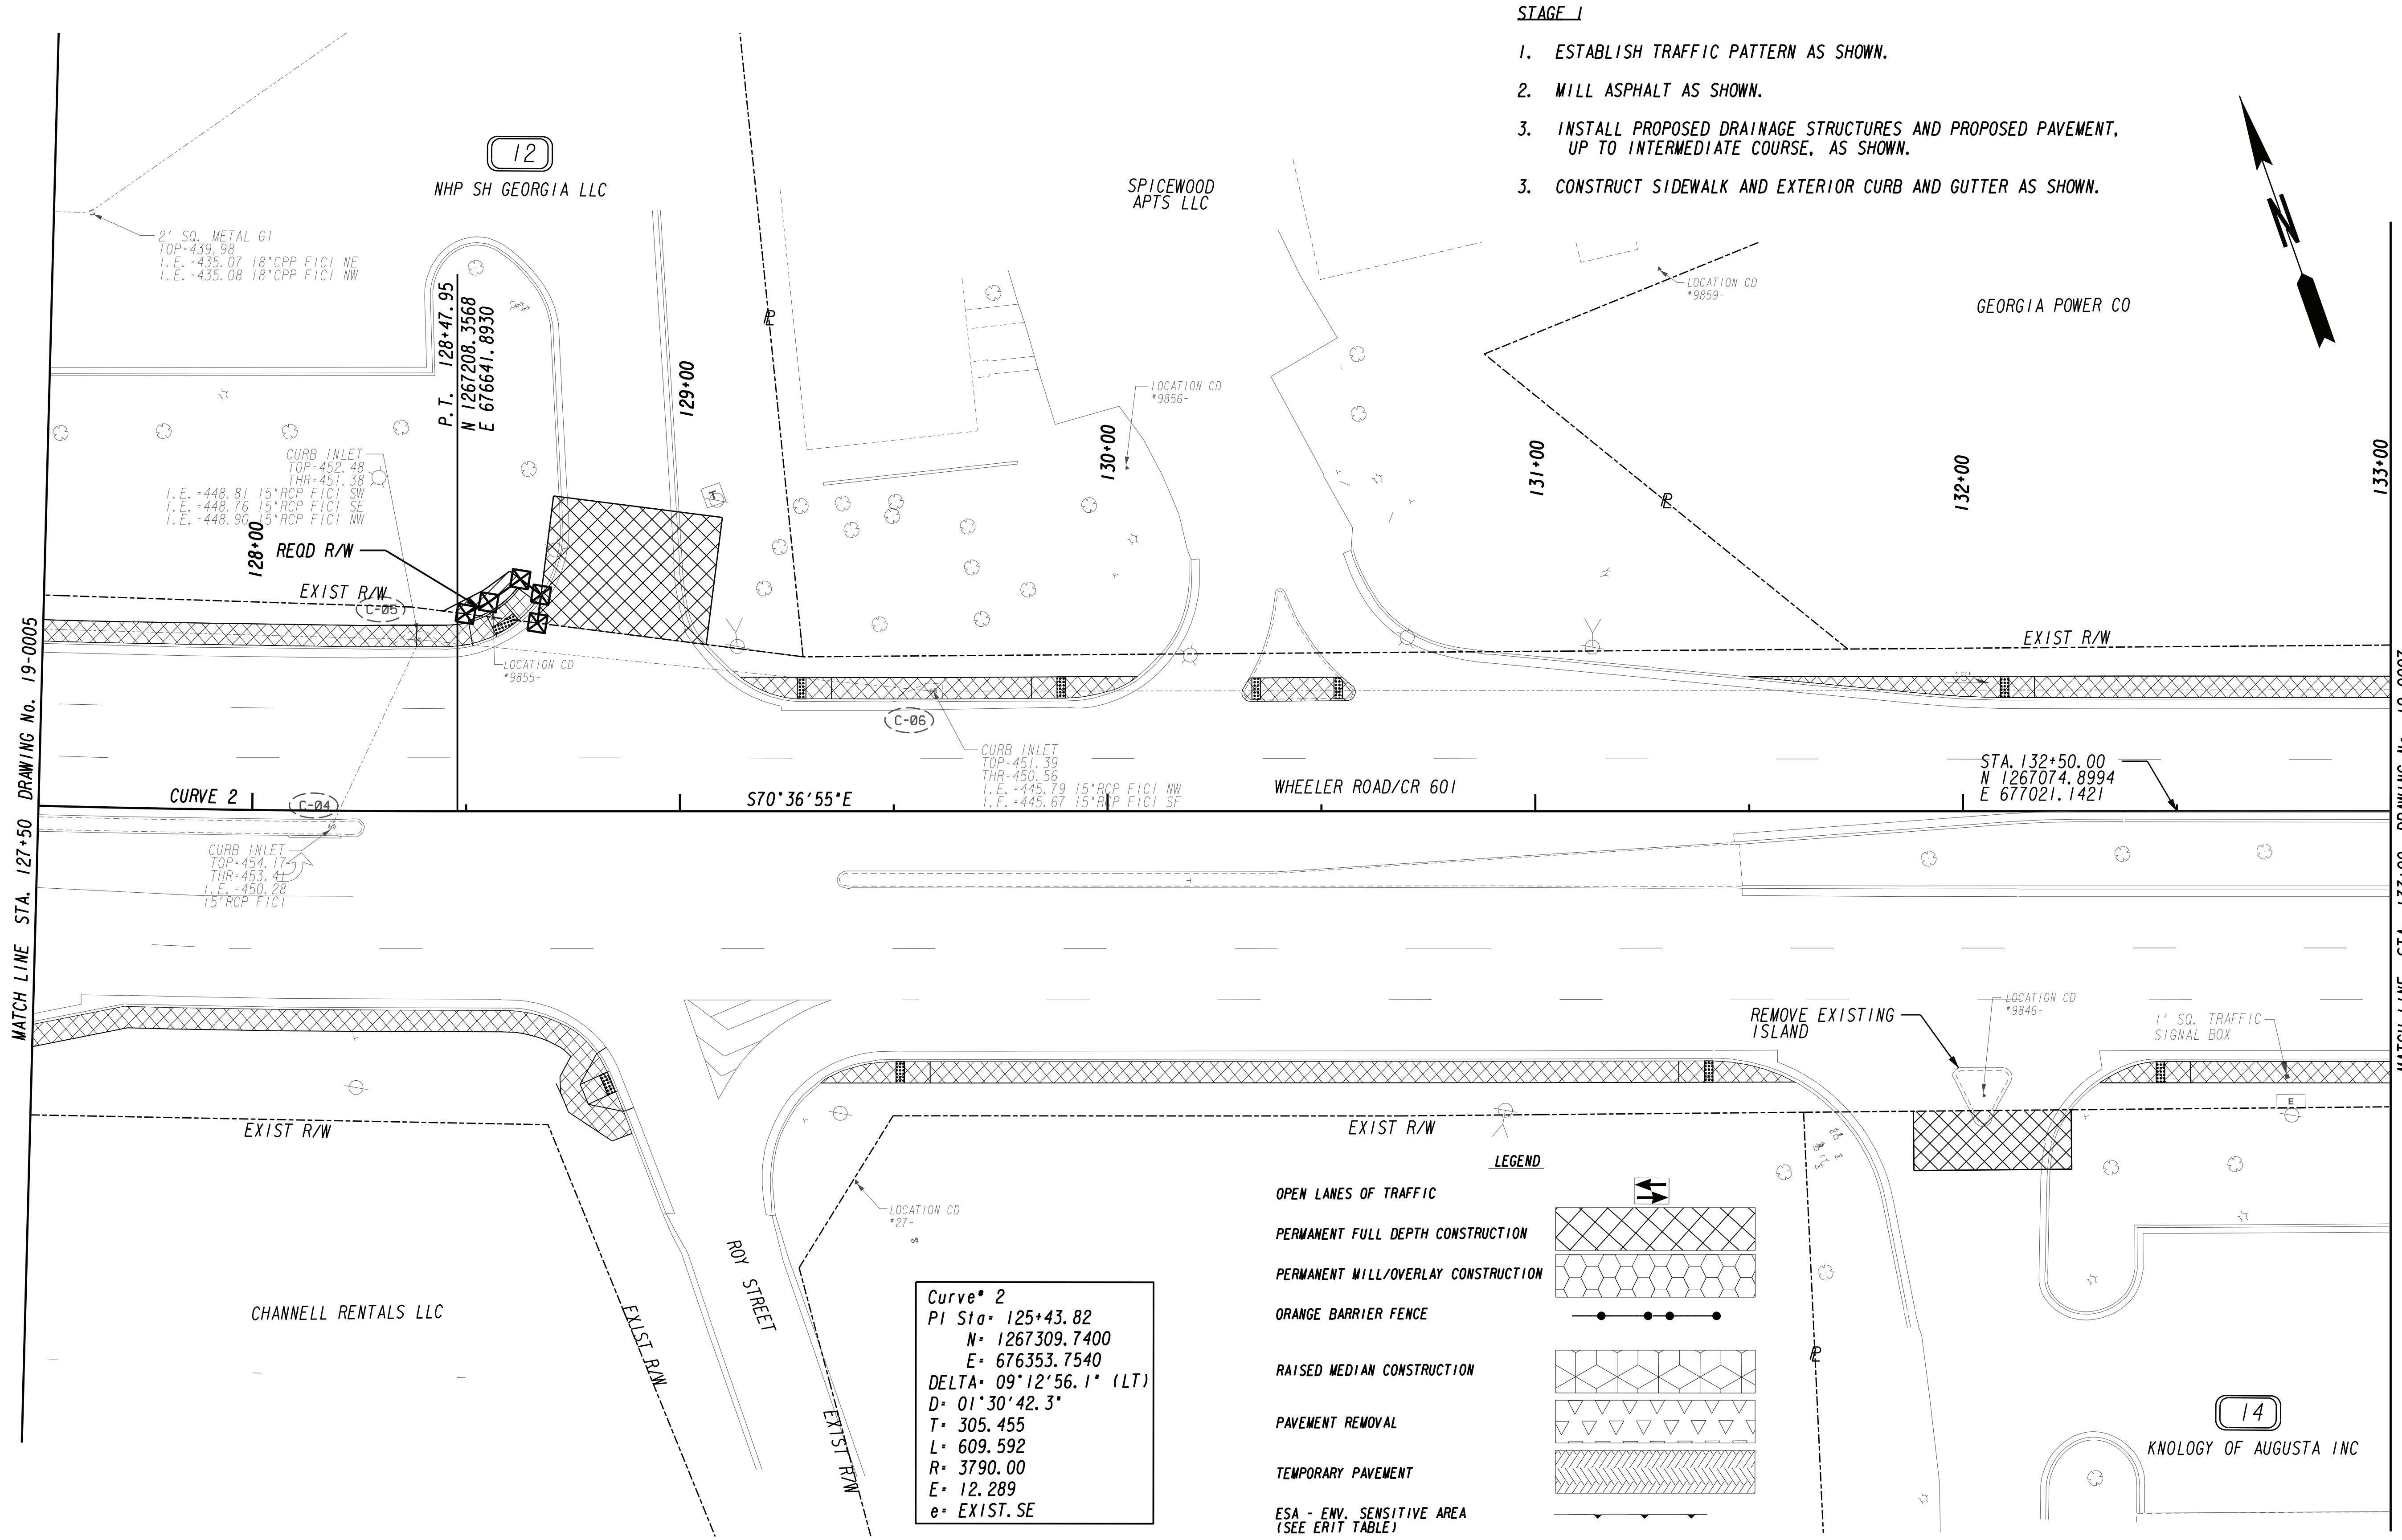 STAGE 1
1. ESTABLISH TRAFFIC PATTERN AS SHOWN.
2. MILL ASPHALT AS SHOWN.
3. INSTALL PROPOSED DRAINAGE STRUCTURES AND PROPOSED PAVEMENT,
UP TO INTERMEDIATE COURSE, AS SHOWN.
3. CONSTRUCT SIDEWALK AND EXTERIOR CURB AND GUTTER AS SHOWN.
N
12
NHP SH GEORGIA LLC
SPICEWOOD
APTS LLC
GEORGIA POWER CO
2' SQ. METAL GI
TOP=439.98
I.E.=435.07 18"CPP FICI NE
I.E.=435.08 18"CPP FICI NW
LOCATION CD
#9859-
P.T. 128+47.95
N 1267208.3568
E 676641.8930
129+00
LOCATION CD
#9856-
130+00
131+00
132+00
133+00
CURB INLET
TOP=452.48
THR=451.38
I.E.=448.81 15"RCP FICI SW
I.E.=448.76 15"RCP FICI SE
I.E.=448.90 15"RCP FICI NW
T
128+00
REQD R/W
EXIST R/W
C-05
LOCATION CD
#9855-
EXIST R/W
C-06
CURB INLET
TOP=451.39
THR=450.56
I.E.=445.79 15"RCP FICI NW
I.E.=445.67 15"RCP FICI SE
MATCH LINE STA. 127+50 DRAWING No. 19-0005
CURVE 2
C-04
S70°36'55"E
WHEELER ROAD/CR 601
STA. 132+50.00
N 1267074.8994
E 677021.1421
CURB INLET
TOP=454.17
THR=453.41
I.E.=450.28
15"RCP FICI
REMOVE EXISTING
ISLAND
LOCATION CD
#9846-
1' SQ. TRAFFIC
SIGNAL BOX
E
EXIST R/W
EXIST R/W
LOCATION CD
#27-
ROY STREET
CHANNELL RENTALS LLC
EXIST R/W
EXIST R/W
Curve# 2
PI Sta= 125+43.82
N= 1267309.7400
E= 676353.7540
DELTA= 09°12'56.1" (LT)
D= 01°30'42.3"
T= 305.455
L= 609.592
R= 3790.00
E= 12.289
e= EXIST.SE
LEGEND
OPEN LANES OF TRAFFIC
PERMANENT FULL DEPTH CONSTRUCTION
PERMANENT MILL/OVERLAY CONSTRUCTION
ORANGE BARRIER FENCE
RAISED MEDIAN CONSTRUCTION
PAVEMENT REMOVAL
TEMPORARY PAVEMENT
ESA - ENV. SENSITIVE AREA
(SEE ERIT TABLE)
14
KNOLOGY OF AUGUSTA INC